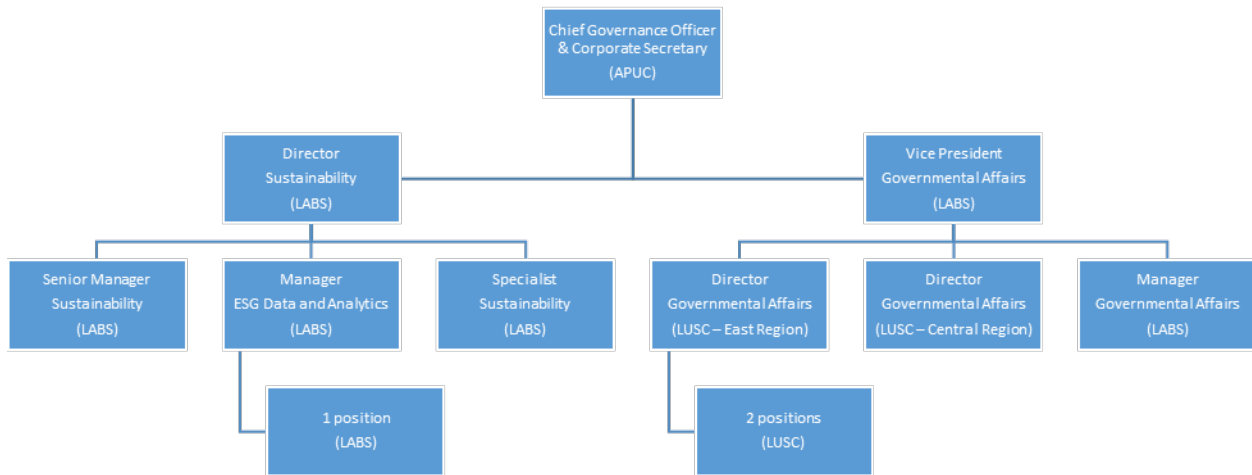 Chief Governance Officer
& Corporate Secretary
(APUC)
Director
Sustainability
(LABS)
Vice President
Governmental Affairs
(LABS)
Senior Manager
Sustainability
(LABS)
Manager
ESG Data and Analytics
(LABS)
Specialist
Sustainability
(LABS)
Director
Governmental Affairs
(LUSC – East Region)
Director
Governmental Affairs
(LUSC – Central Region)
Manager
Governmental Affairs
(LABS)
1 position
(LABS)
2 positions
(LUSC)